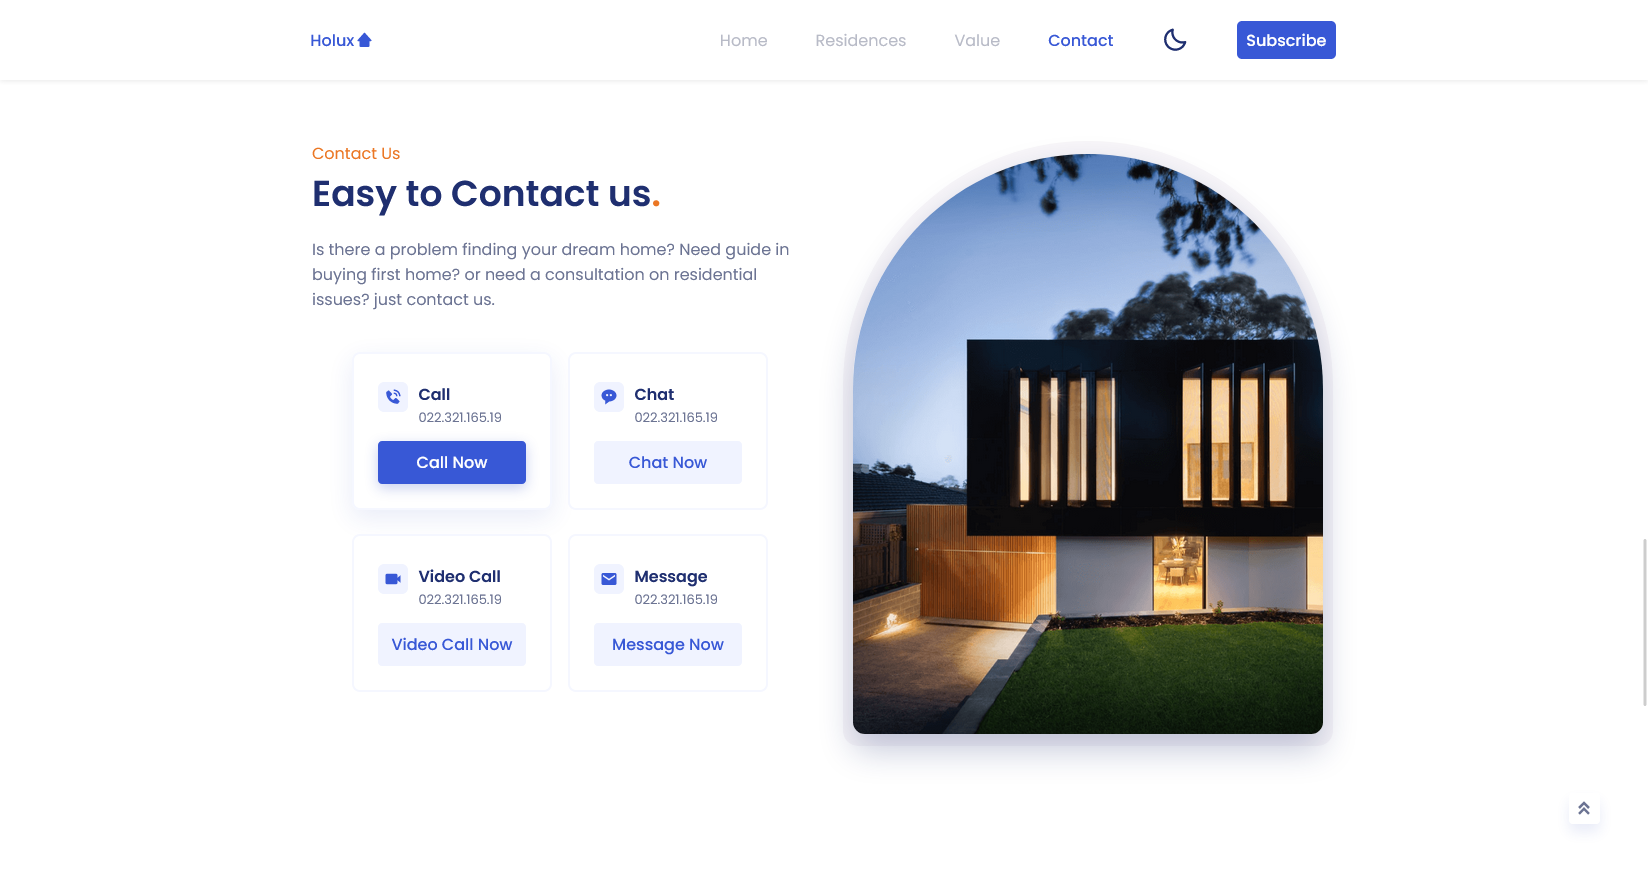 Holux
Home Residences Value Contact Subscribe
Contact Us
Easy to Contact us.
Is there a problem finding your dream home? Need guide in
buying first home? or need a consultation on residential
issues? just contact us.
Call
022.321.165.19
Call Now
Chat
022.321.165.19
Chat Now
Video Call
022.321.165.19
Video Call Now
Message
022.321.165.19
Message Now